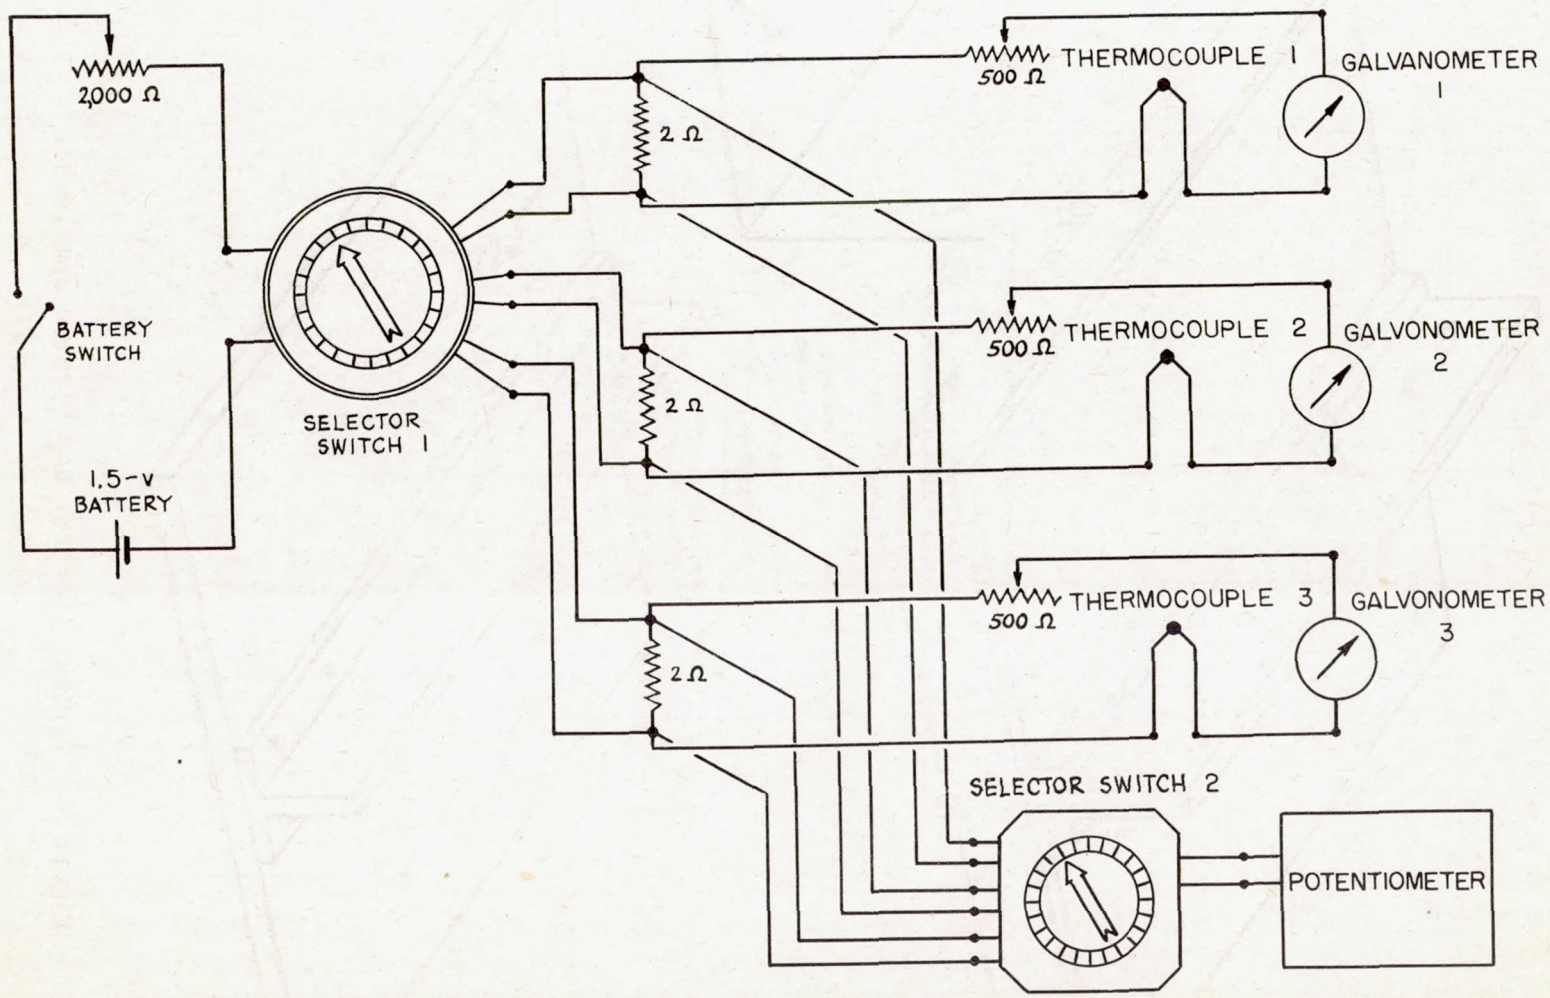 2,000 Ω
BATTERY
SWITCH
1.5-v
BATTERY
SELECTOR
SWITCH 1
2 Ω
500 Ω
THERMOCOUPLE 1
GALVANOMETER
1
2 Ω
500 Ω
THERMOCOUPLE 2
GALVONOMETER
2
2 Ω
500 Ω
THERMOCOUPLE 3
GALVONOMETER
3
SELECTOR SWITCH 2
POTENTIOMETER